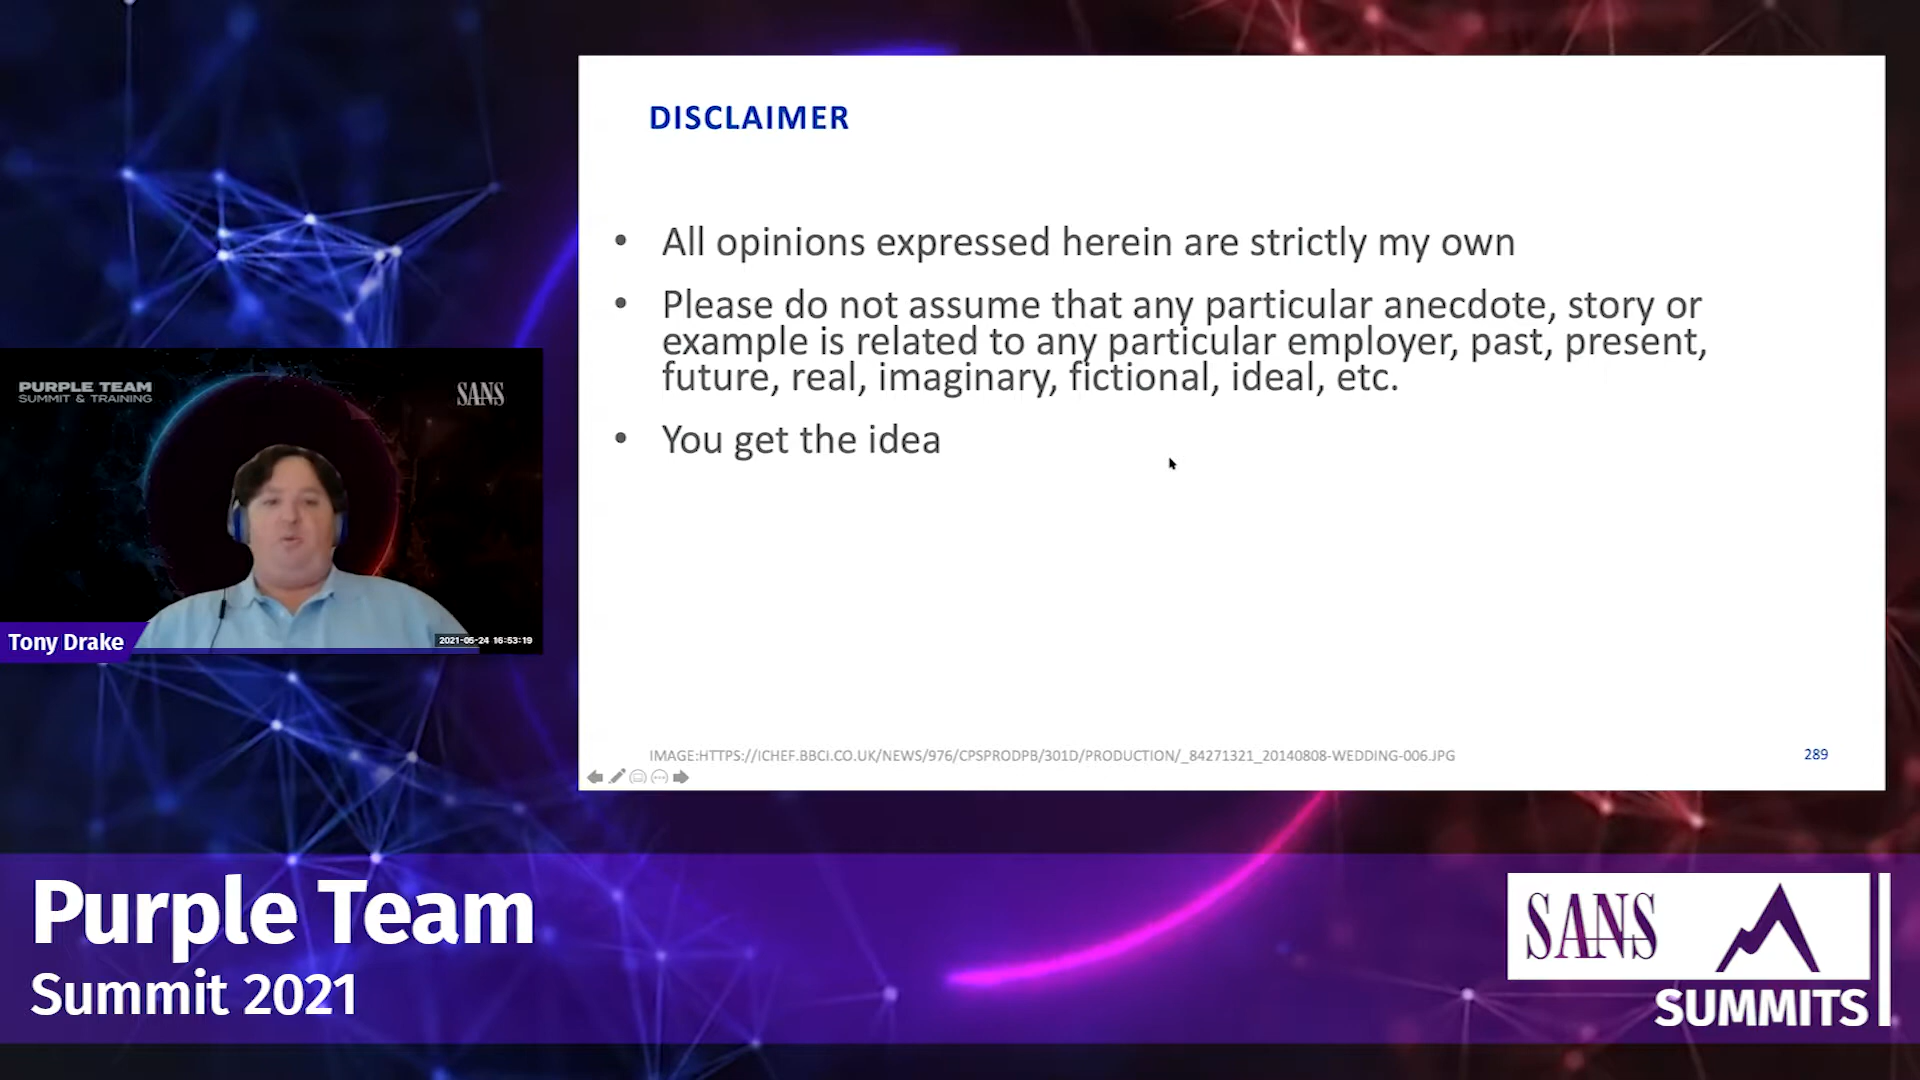 DISCLAIMER
• All opinions expressed herein are strictly my own
• Please do not assume that any particular anecdote, story or
example is related to any particular employer, past, present,
future, real, imaginary, fictional, ideal, etc.
• You get the idea
IMAGE:HTTPS://ICHEF.BBCI.CO.UK/NEWS/976/CPSPRODPB/301D/PRODUCTION/_84271321_20140808-WEDDING-006.JPG
289
PURPLE TEAM
SUMMIT & TRAINING
SANS
Tony Drake
2021-05-24 16:53:19
Purple Team
Summit 2021
SANS
SUMMITS